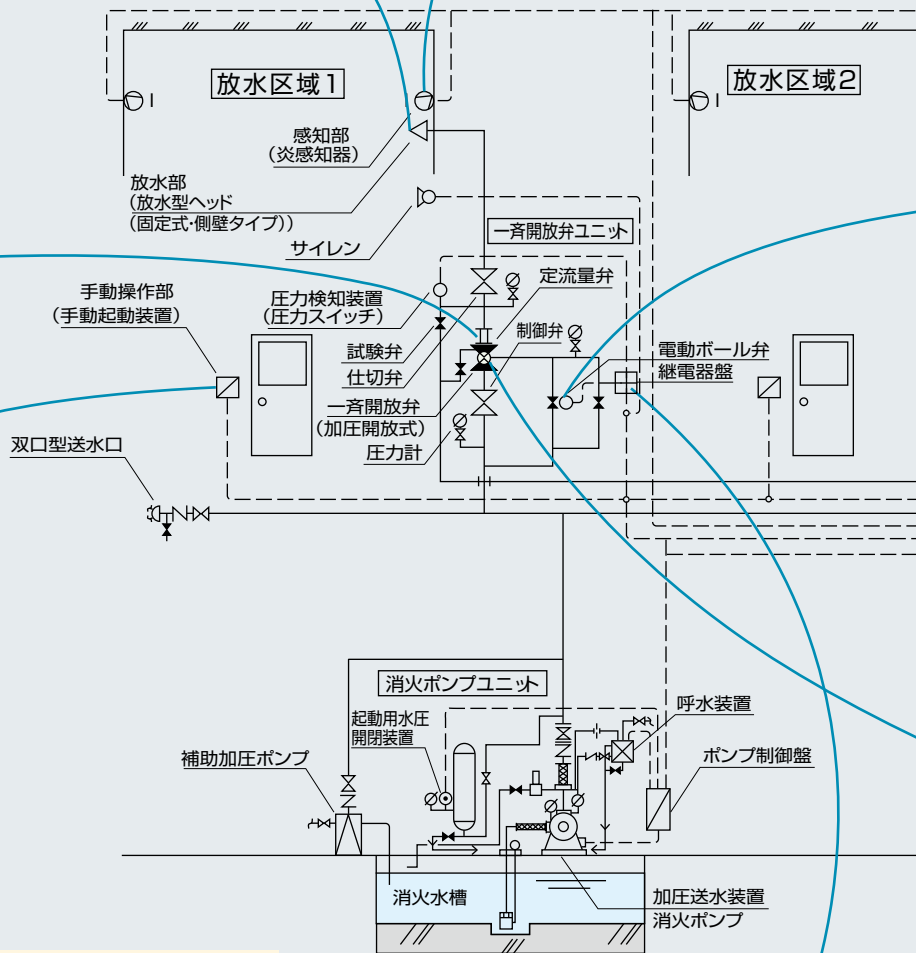 放水区域1
放水区域2
感知部
(炎感知器)
放水部
(放水型ヘッド
(固定式・側壁タイプ))
サイレン
一斉開放弁ユニット
手動操作部
(手動起動装置)
圧力検知装置
(圧力スイッチ)
定流量弁
制御弁
試験弁
仕切弁
電動ボール弁
継電器盤
一斉開放弁
(加圧開放式)
圧力計
双口型送水口
消火ポンプユニット
起動用水圧
開閉装置
呼水装置
補助加圧ポンプ
ポンプ制御盤
消火水槽
加圧送水装置
消火ポンプ